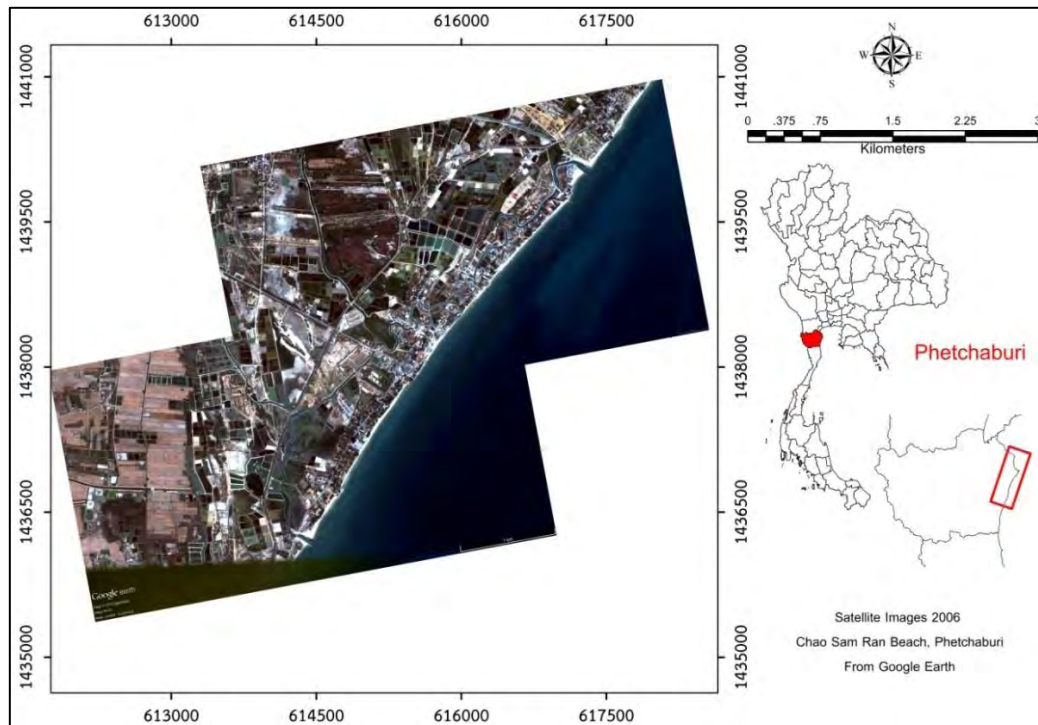 613000 614500 616000 617500
1441000
1439500
1438000
1436500
1435000
1441000
1439500
1438000
1436500
1435000
613000 614500 616000 617500
Google earth
N
W E
S
0 .375 .75 1.5 2.25 3
Kilometers
Phetchaburi
Satellite Images 2006
Chao Sam Ran Beach, Phetchaburi
From Google Earth